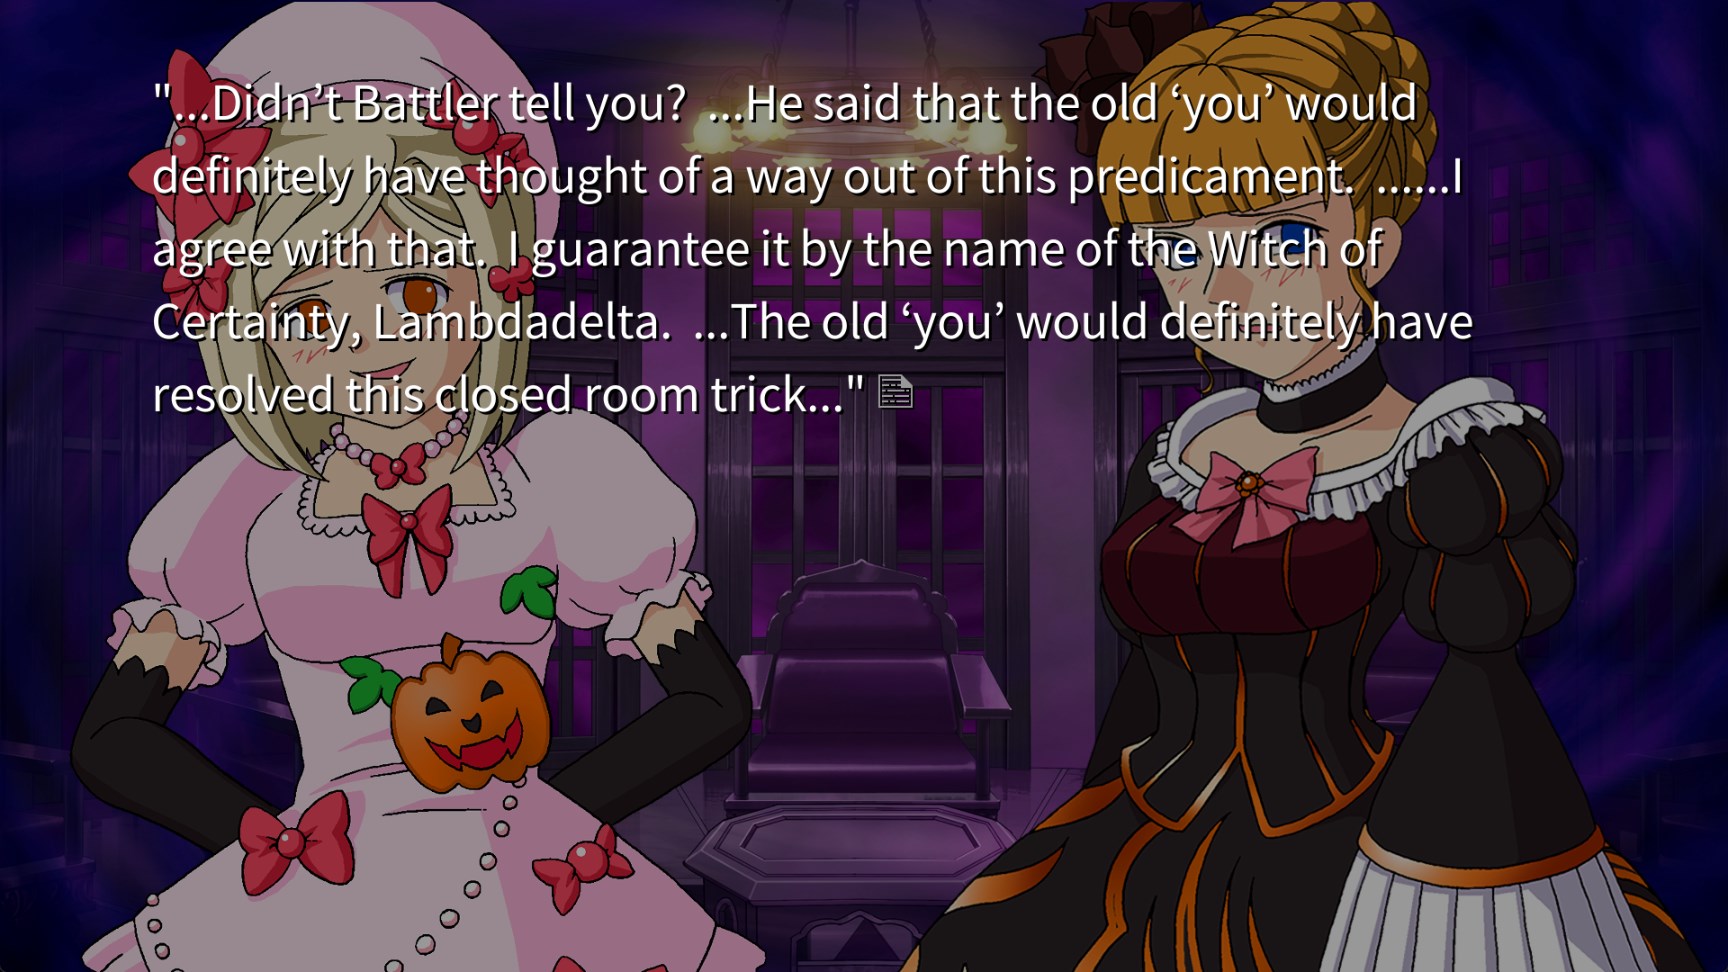 "...Didn’t Battler tell you?  ...He said that the old ‘you’ would
definitely have thought of a way out of this predicament.  ......I
agree with that.  I guarantee it by the name of the Witch of
Certainty, Lambdadelta.  ...The old ‘you’ would definitely have
resolved this closed room trick..."